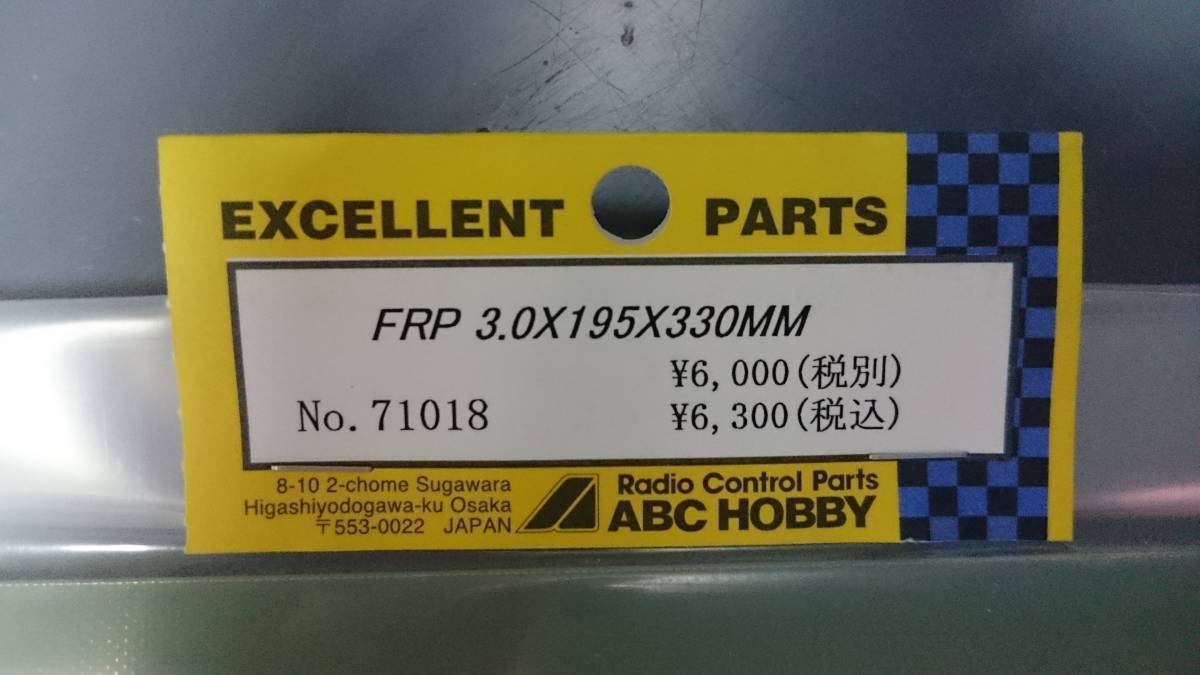 EXCELLENT PARTS
FRP 3.0X195X330MM
¥6,000(税別)
No.71018 ¥6,300(税込)
8-10 2-chome Sugawara
Higashiyodogawa-ku Osaka
〒553-0022 JAPAN
Radio Control Parts
ABC HOBBY